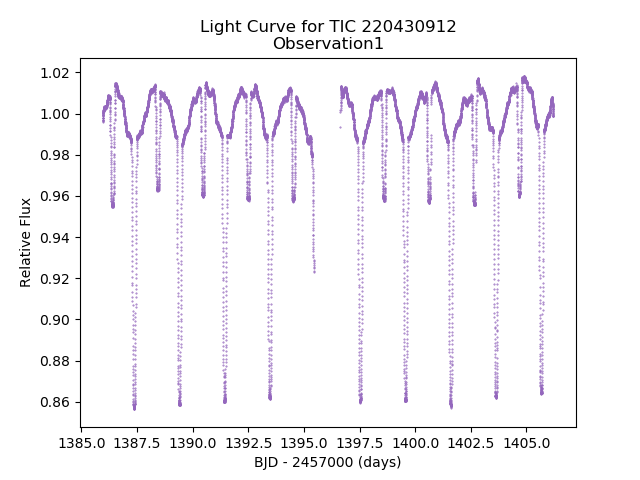 Light Curve for TIC 220430912
Observation1
1.02
1.00
0.98
0.96
0.94
0.92
0.90
0.88
0.86
Relative Flux
1385.0 1387.5 1390.0 1392.5 1395.0 1397.5 1400.0 1402.5 1405.0
BJD - 2457000 (days)